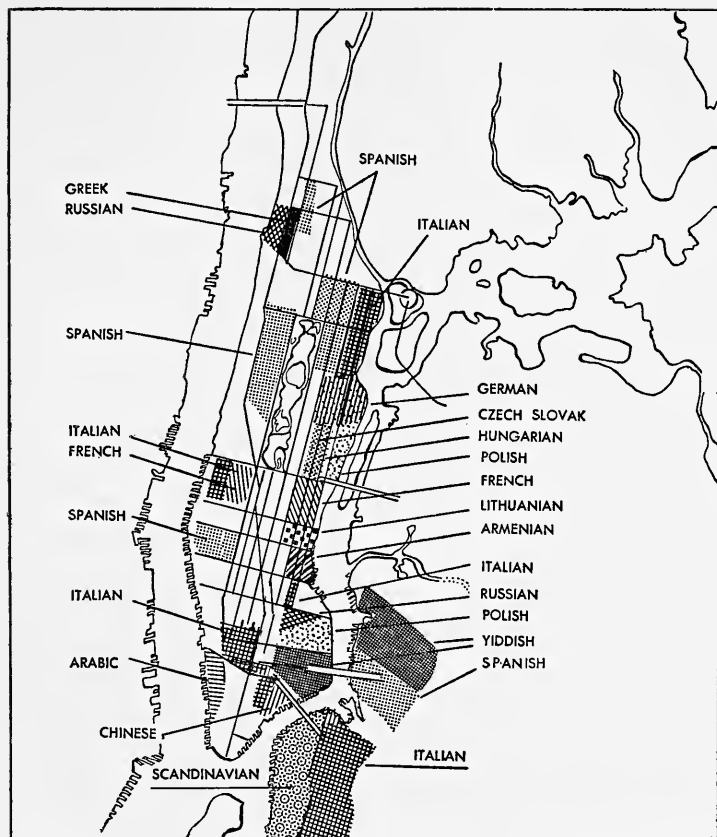 SPANISH
GREEK
RUSSIAN
ITALIAN
SPANISH
GERMAN
CZECH SLOVAK
HUNGARIAN
ITALIAN
FRENCH
POLISH
FRENCH
LITHUANIAN
SPANISH
ARMENIAN
ITALIAN
RUSSIAN
ITALIAN
POLISH
YIDDISH
ARABIC
SPANISH
CHINESE
ITALIAN
SCANDINAVIAN